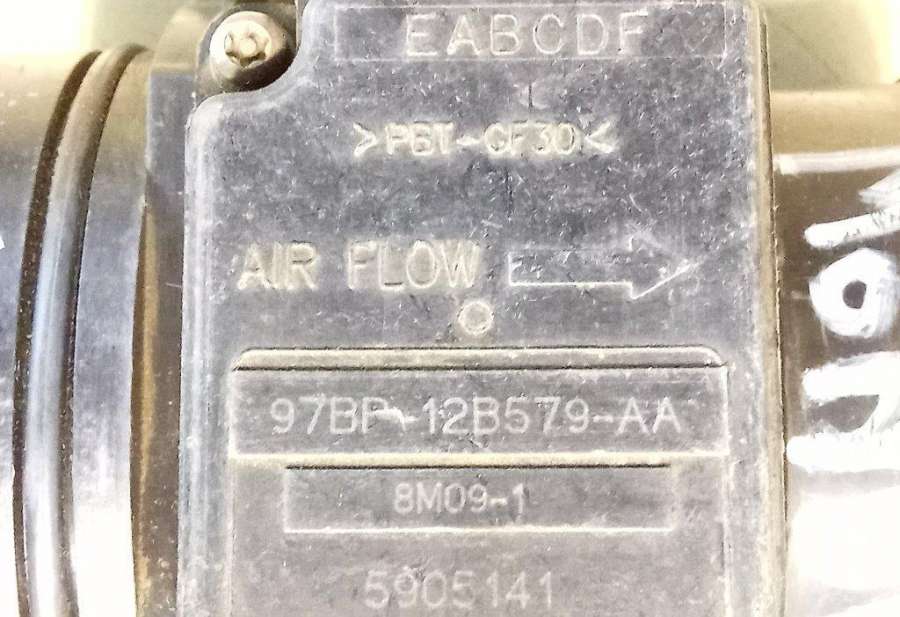 EABCDF
>PBT-GF30<
AIR FLOW
97BP-12B579-AA
8M09-1
5905141